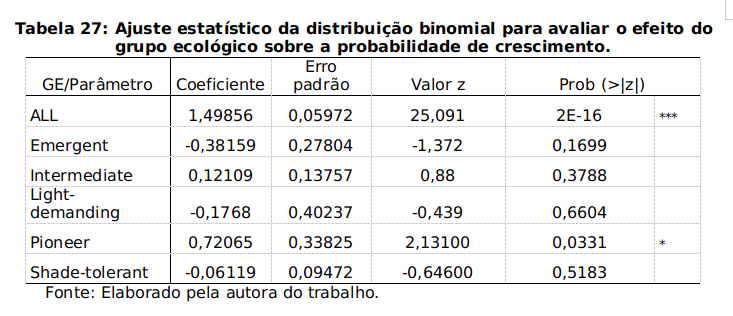 Tabela 27: Ajuste estatístico da distribuição binomial para avaliar o efeito do
grupo ecológico sobre a probabilidade de crescimento.
GE/Parâmetro Coeficiente Erro padrão Valor z Prob (>|z|)
ALL 1,49856 0,05972 25,091 2E-16 ***
Emergent -0,38159 0,27804 -1,372 0,1699
Intermediate 0,12109 0,13757 0,88 0,3788
Light-
demanding -0,1768 0,40237 -0,439 0,6604
Pioneer 0,72065 0,33825 2,13100 0,0331 *
Shade-tolerant -0,06119 0,09472 -0,64600 0,5183
Fonte: Elaborado pela autora do trabalho.